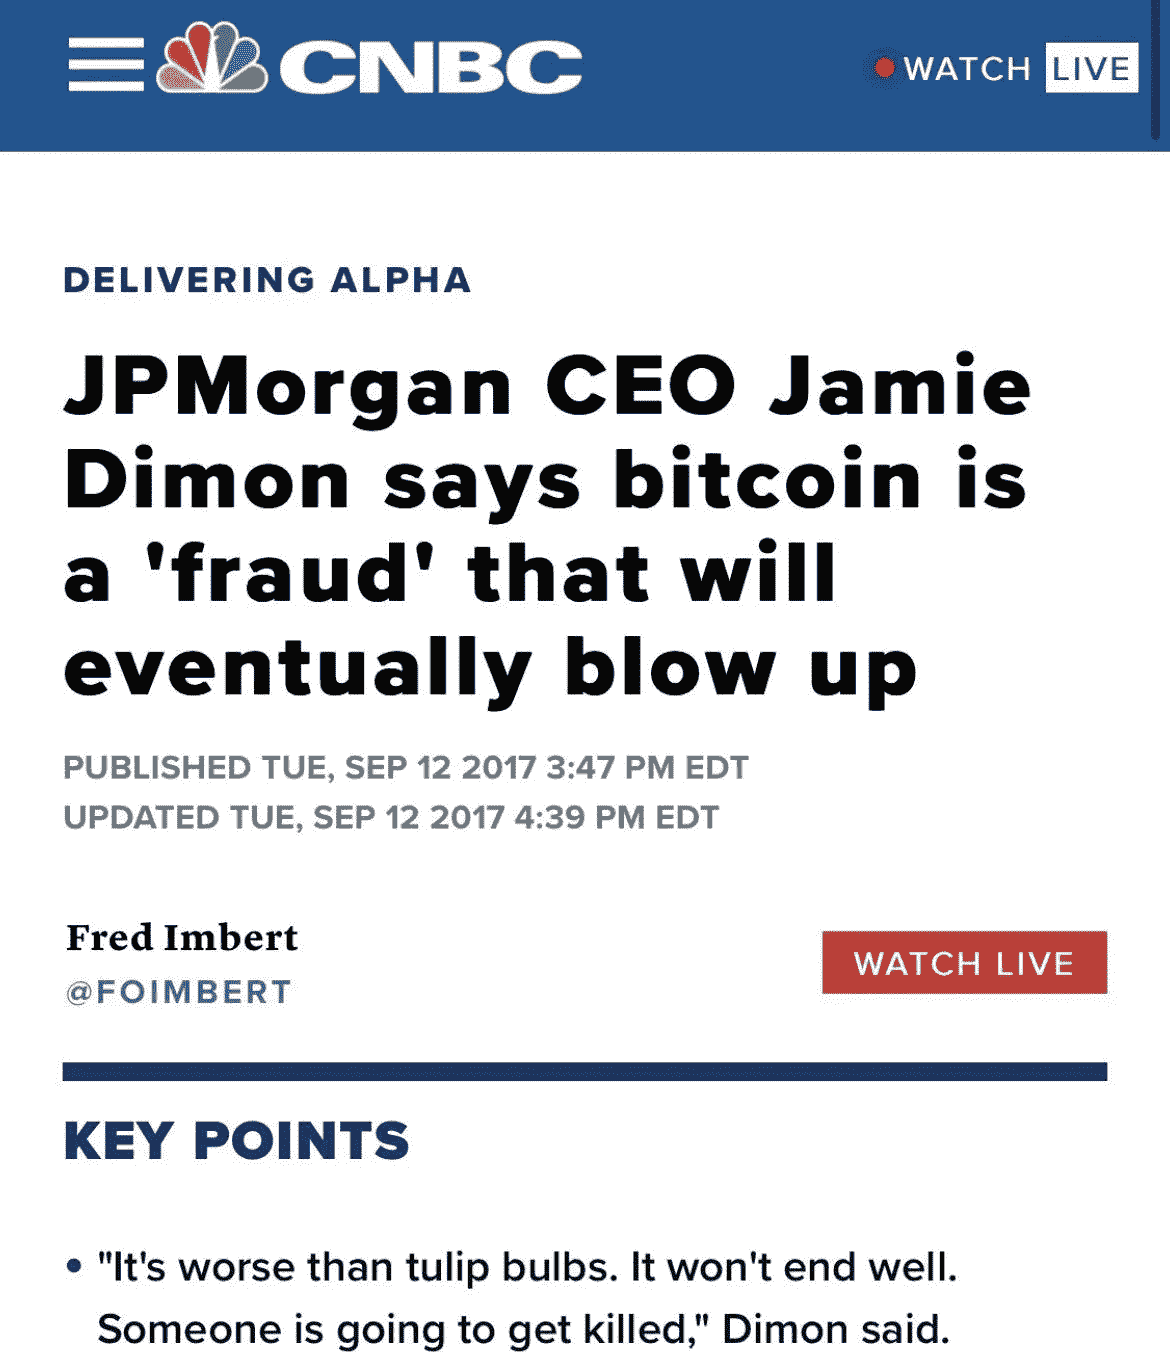 CNBC
WATCH LIVE
DELIVERING ALPHA
JPMorgan CEO Jamie
Dimon says bitcoin is
a 'fraud' that will
eventually blow up
PUBLISHED TUE, SEP 12 2017 3:47 PM EDT
UPDATED TUE, SEP 12 2017 4:39 PM EDT
Fred Imbert
@FOIMBERT
WATCH LIVE
KEY POINTS
• "It's worse than tulip bulbs. It won't end well.
Someone is going to get killed," Dimon said.